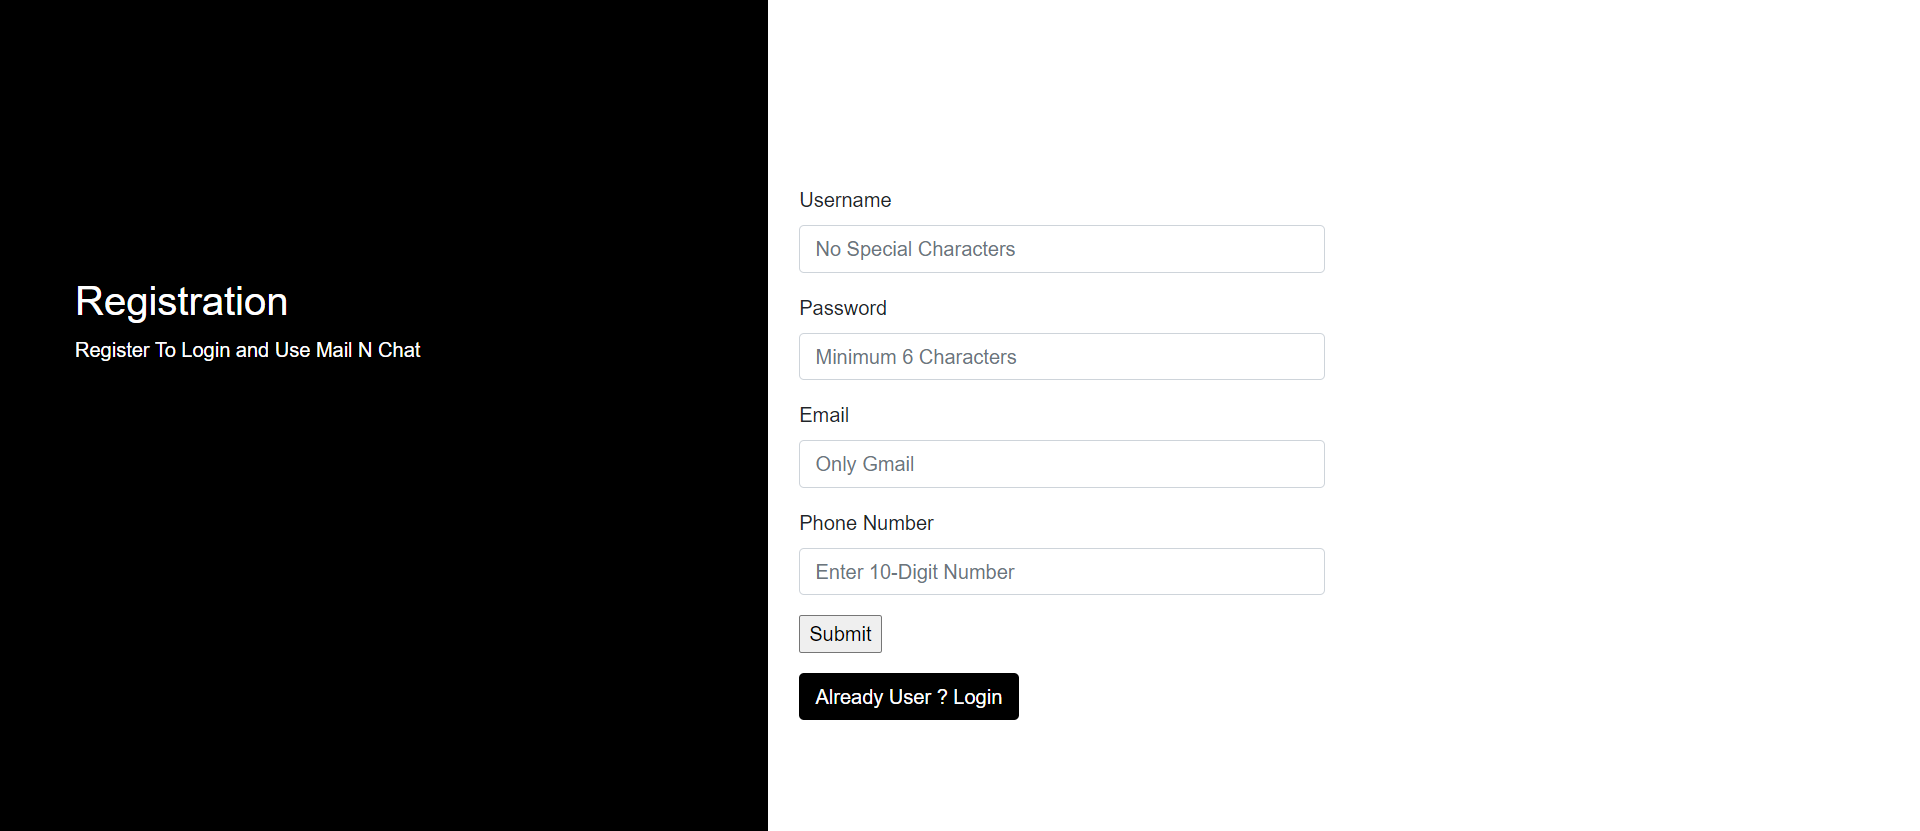 Registration
Register To Login and Use Mail N Chat
Username
No Special Characters
Password
Minimum 6 Characters
Email
Only Gmail
Phone Number
Enter 10-Digit Number
Submit
Already User ? Login